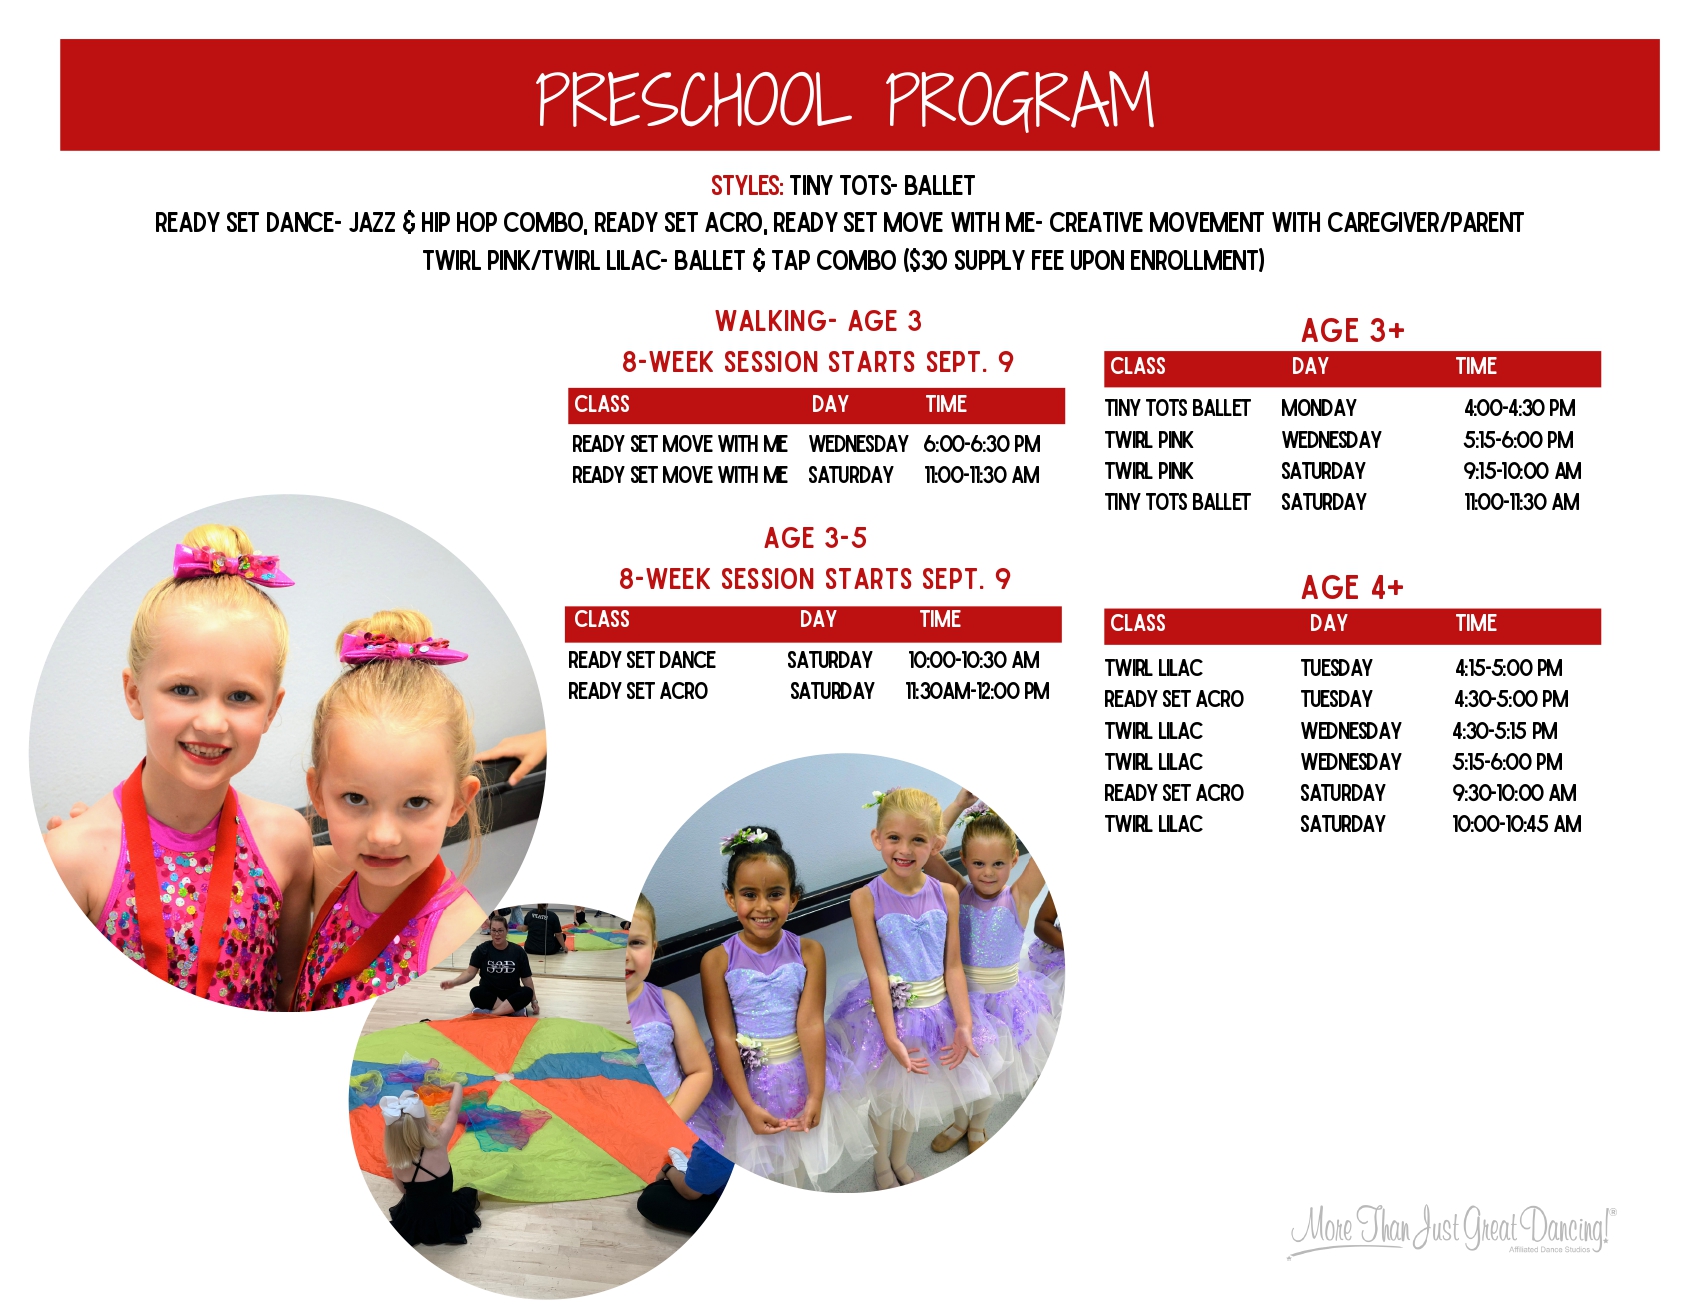 PRESCHOOL PROGRAM
STYLES: TINY TOTS- BALLET
READY SET DANCE- JAZZ & HIP HOP COMBO, READY SET ACRO, READY SET MOVE WITH ME- CREATIVE MOVEMENT WITH CAREGIVER/PARENT
TWIRL PINK/TWIRL LILAC- BALLET & TAP COMBO ($30 SUPPLY FEE UPON ENROLLMENT)
WALKING- AGE 3
8-WEEK SESSION STARTS SEPT. 9
CLASS DAY TIME
READY SET MOVE WITH ME WEDNESDAY 6:00-6:30 PM
READY SET MOVE WITH ME SATURDAY 11:00-11:30 AM
AGE 3-5
8-WEEK SESSION STARTS SEPT. 9
CLASS DAY TIME
READY SET DANCE SATURDAY 10:00-10:30 AM
READY SET ACRO SATURDAY 11:30AM-12:00 PM
AGE 3+
CLASS DAY TIME
TINY TOTS BALLET MONDAY 4:00-4:30 PM
TWIRL PINK WEDNESDAY 5:15-6:00 PM
TWIRL PINK SATURDAY 9:15-10:00 AM
TINY TOTS BALLET SATURDAY 11:00-11:30 AM
AGE 4+
CLASS DAY TIME
TWIRL LILAC TUESDAY 4:15-5:00 PM
READY SET ACRO TUESDAY 4:30-5:00 PM
TWIRL LILAC WEDNESDAY 4:30-5:15 PM
TWIRL LILAC WEDNESDAY 5:15-6:00 PM
READY SET ACRO SATURDAY 9:30-10:00 AM
TWIRL LILAC SATURDAY 10:00-10:45 AM
SSD
More Than Just Great Dancing!®
Affiliated Dance Studios